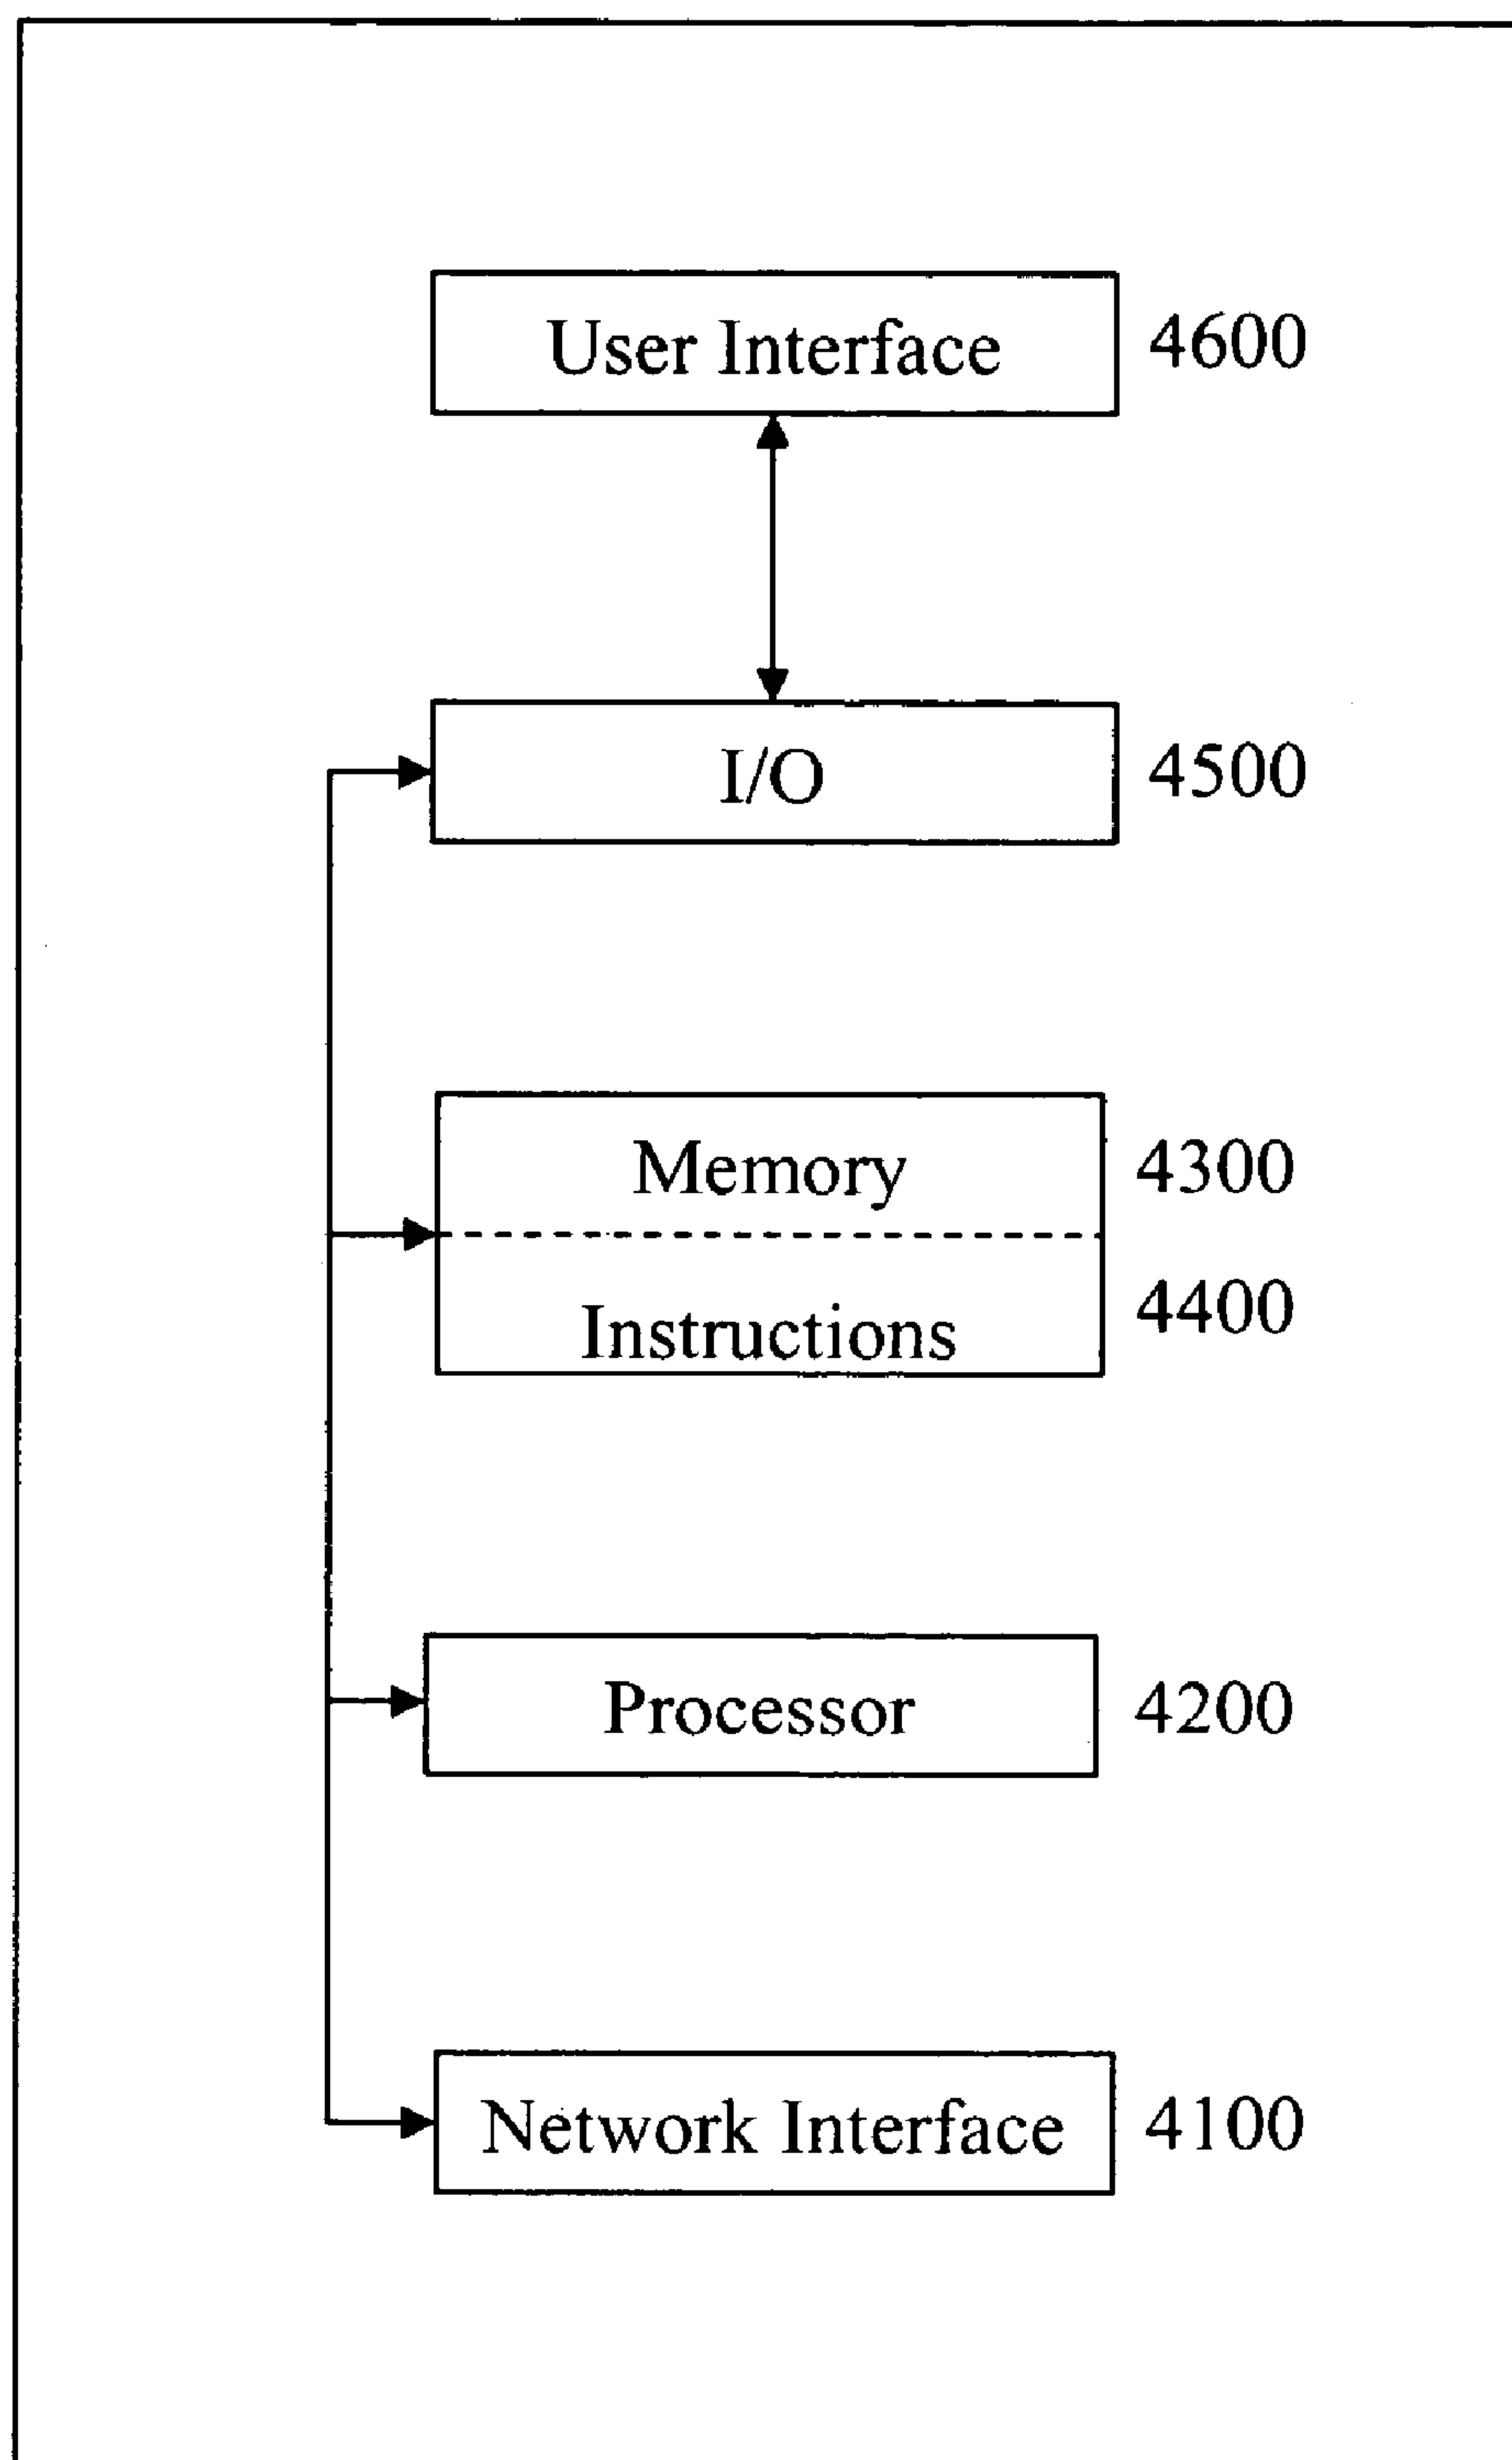 User Interface 4600
I/O 4500
Memory 4300
Instructions 4400
Processor 4200
Network Interface 4100